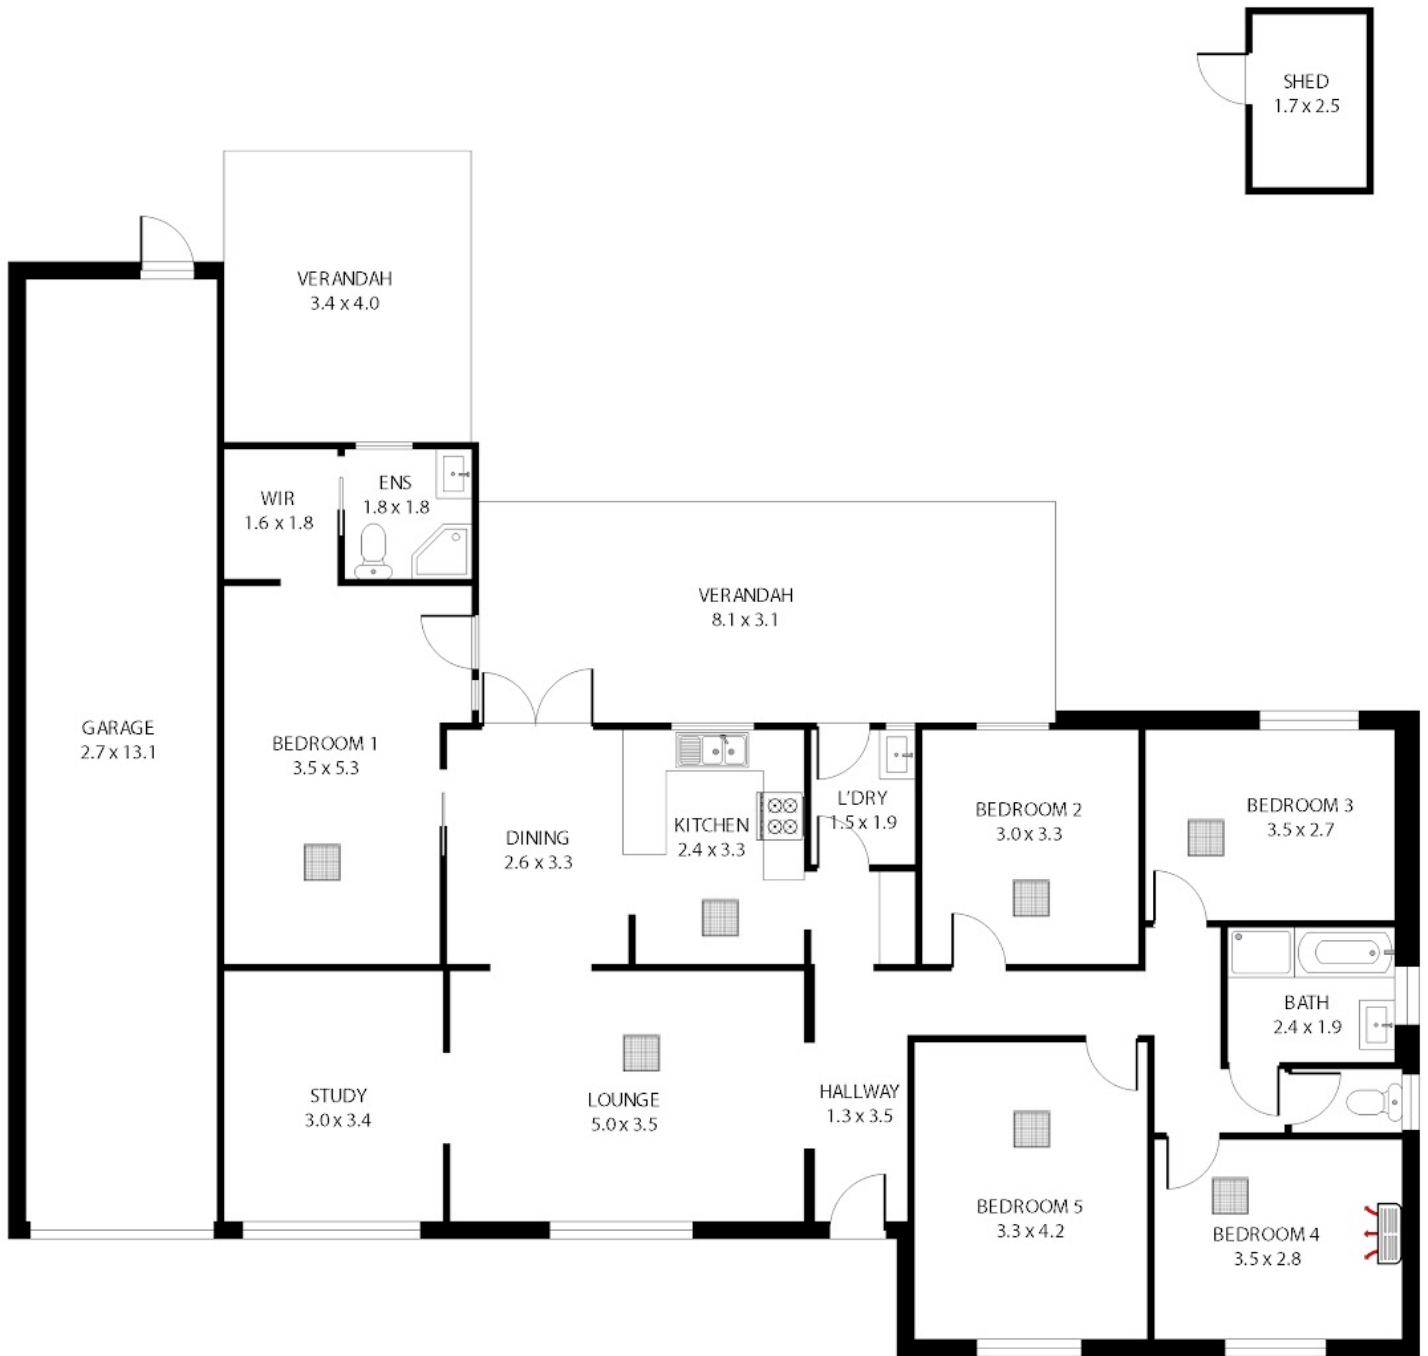 SHED
1.7 x 2.5
VERANDAH
3.4 x 4.0
WIR
1.6 x 1.8
ENS
1.8 x 1.8
VERANDAH
8.1 x 3.1
GARAGE
2.7 x 13.1
BEDROOM 1
3.5 x 5.3
DINING
2.6 x 3.3
KITCHEN
2.4 x 3.3
L'DRY
1.5 x 1.9
BEDROOM 2
3.0 x 3.3
BEDROOM 3
3.5 x 2.7
BATH
2.4 x 1.9
STUDY
3.0 x 3.4
LOUNGE
5.0 x 3.5
HALLWAY
1.3 x 3.5
BEDROOM 5
3.3 x 4.2
BEDROOM 4
3.5 x 2.8